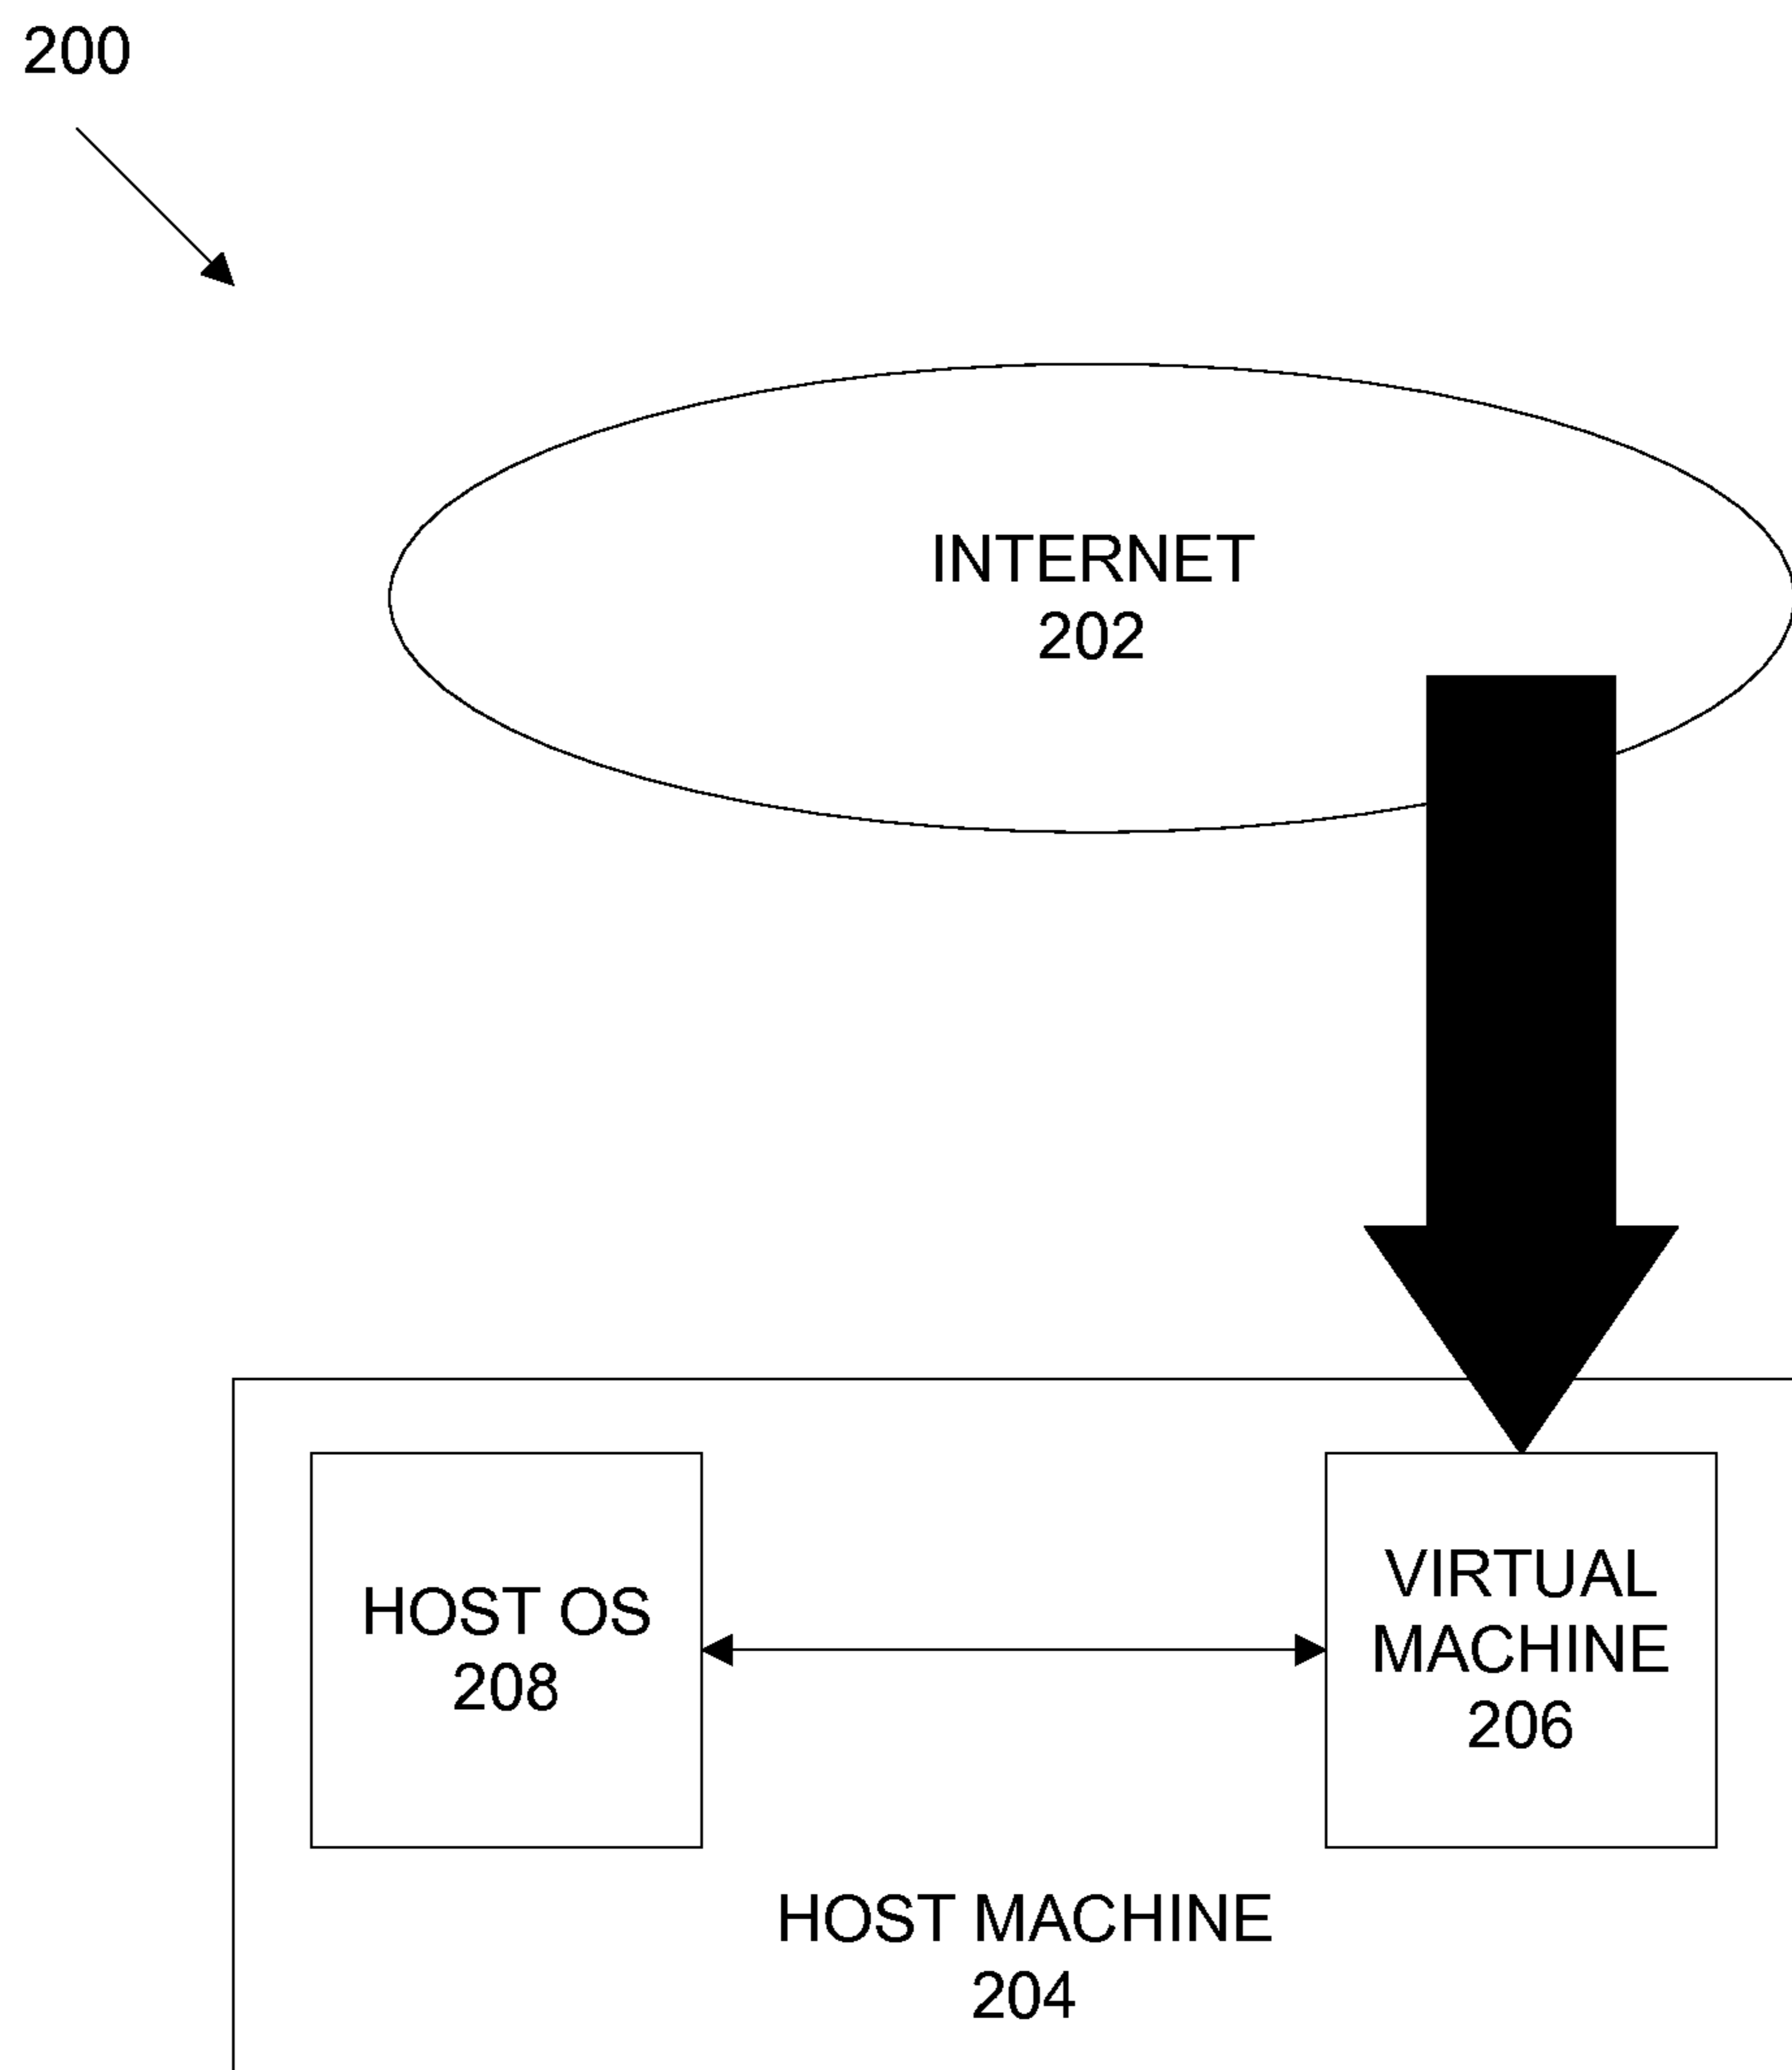 200
INTERNET
202
HOST OS
208
VIRTUAL
MACHINE
206
HOST MACHINE
204